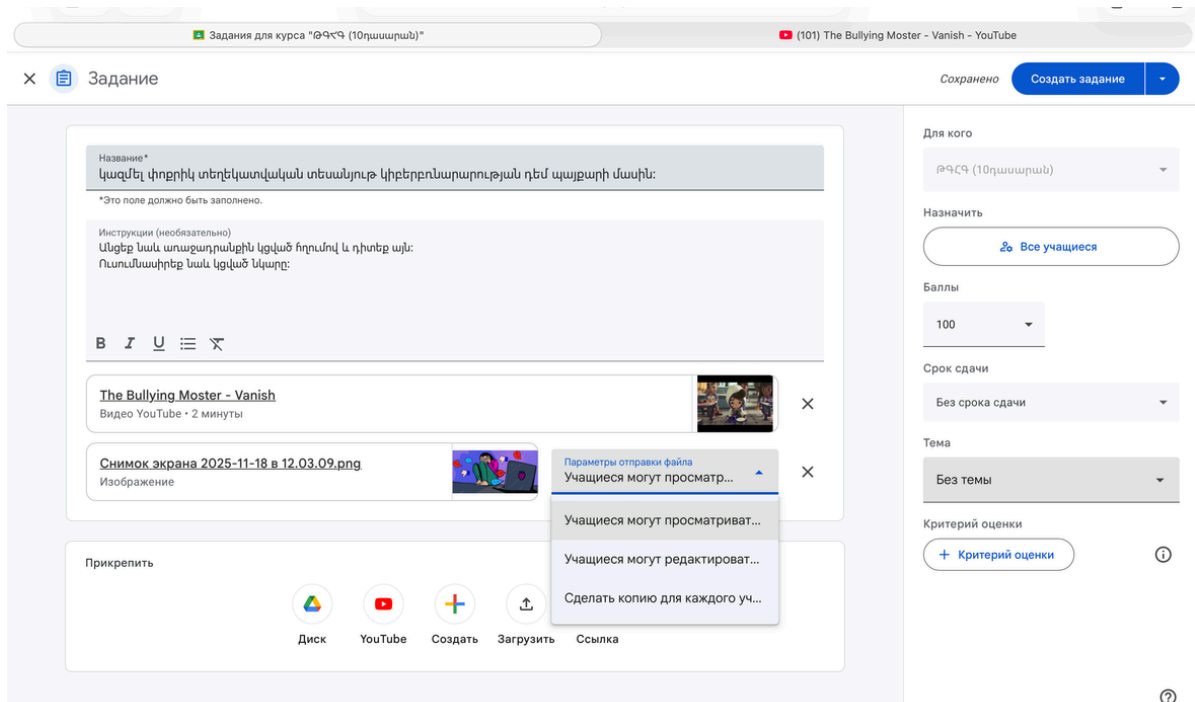 Задания для курса "ԹԳՀԳ (10դասարան)"
(101) The Bullying Moster - Vanish - YouTube
Задание
Сохранено
Создать задание
Название*
կազմել փոքրիկ տեղեկատվական տեսանյութ կիբերբռնարարության դեմ պայքարի մասին:
*Это поле должно быть заполнено.
Инструкции (необязательно)
Անցեք նաև առաջադրանքին կցված հղումով և դիտեք այն:
Ուսումնասիրեք նաև կցված նկարը:
B I U
The Bullying Moster - Vanish
Видео YouTube • 2 минуты
Снимок экрана 2025-11-18 в 12.03.09.png
Изображение
Параметры отправки файла
Учащиеся могут просматр...
Учащиеся могут просматриват...
Учащиеся могут редактироват...
Сделать копию для каждого уч...
Прикрепить
Диск
YouTube
Создать
Загрузить
Ссылка
Для кого
ԹԳՀԳ (10դասարան)
Назначить
Все учащиеся
Баллы
100
Срок сдачи
Без срока сдачи
Тема
Без темы
Критерий оценки
+ Критерий оценки